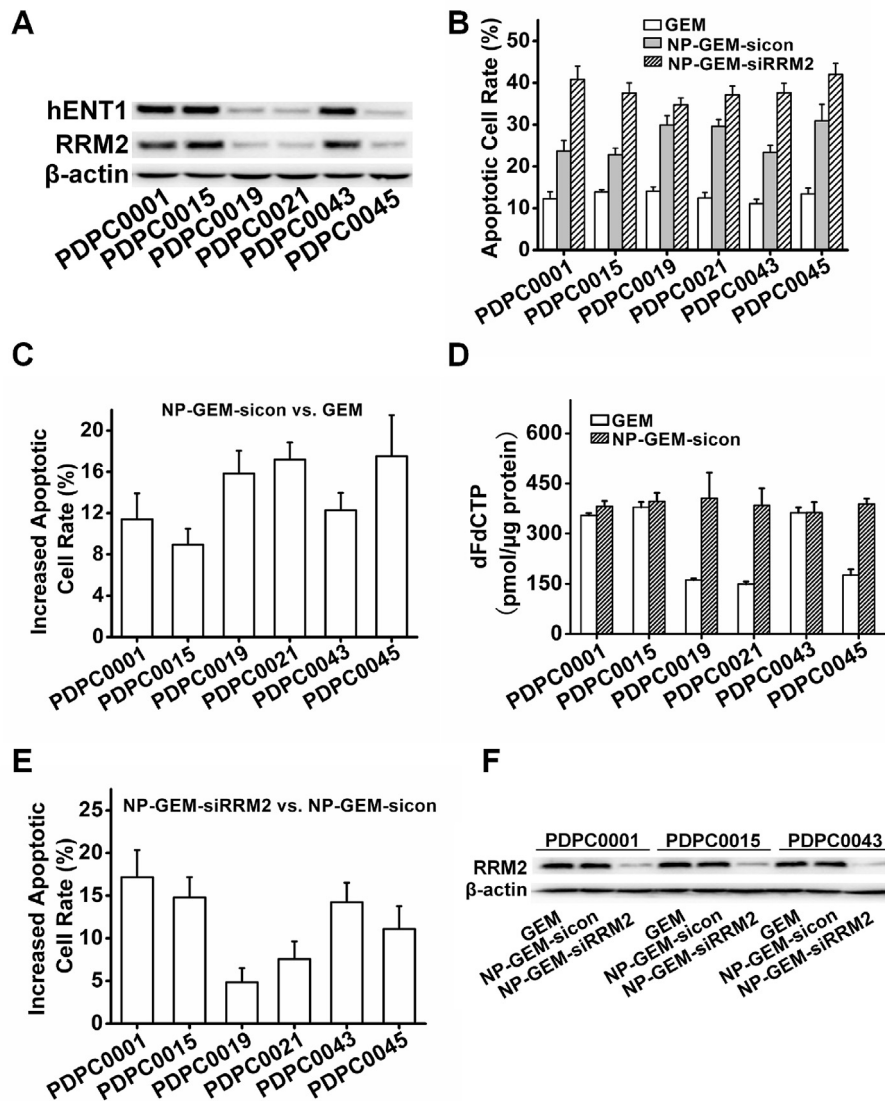 A
hENT1
RRM2
β-actin
PDPC0001
PDPC0015
PDPC0019
PDPC0021
PDPC0043
PDPC0045
B
GEM
NP-GEM-sicon
NP-GEM-siRRM2
Apoptotic Cell Rate (%)
50
40
30
20
10
0
PDPC0001
PDPC0015
PDPC0019
PDPC0021
PDPC0043
PDPC0045
C
NP-GEM-sicon vs. GEM
Increased Apoptotic
Cell Rate (%)
20
16
12
8
4
0
PDPC0001
PDPC0015
PDPC0019
PDPC0021
PDPC0043
PDPC0045
D
GEM
NP-GEM-sicon
dFdCTP
(pmol/μg protein)
600
450
300
150
0
PDPC0001
PDPC0015
PDPC0019
PDPC0021
PDPC0043
PDPC0045
E
NP-GEM-siRRM2 vs. NP-GEM-sicon
Increased Apoptotic
Cell Rate (%)
25
20
15
10
5
0
PDPC0001
PDPC0015
PDPC0019
PDPC0021
PDPC0043
PDPC0045
F
PDPC0001 PDPC0015 PDPC0043
RRM2
β-actin
GEM
NP-GEM-sicon
NP-GEM-siRRM2
GEM
NP-GEM-sicon
NP-GEM-siRRM2
GEM
NP-GEM-sicon
NP-GEM-siRRM2